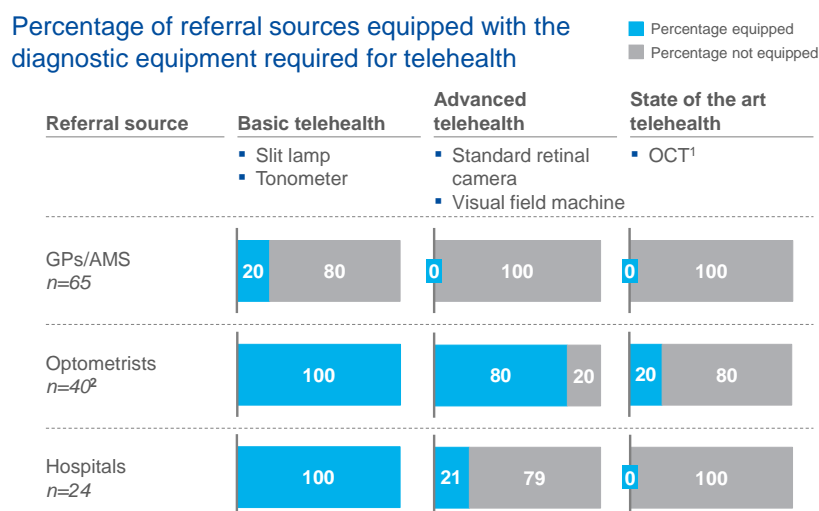 Percentage of referral sources equipped with the
diagnostic equipment required for telehealth
Percentage equipped
Percentage not equipped
Referral source
Basic telehealth
Advanced
telehealth
State of the art
telehealth
▪ Slit lamp
▪ Tonometer
▪ Standard retinal
camera
▪ Visual field machine
▪ OCT¹
GPs/AMS
n=65
20 80
0 100
0 100
Optometrists
n=40²
100
80 20
20 80
Hospitals
n=24
100
21 79
0 100